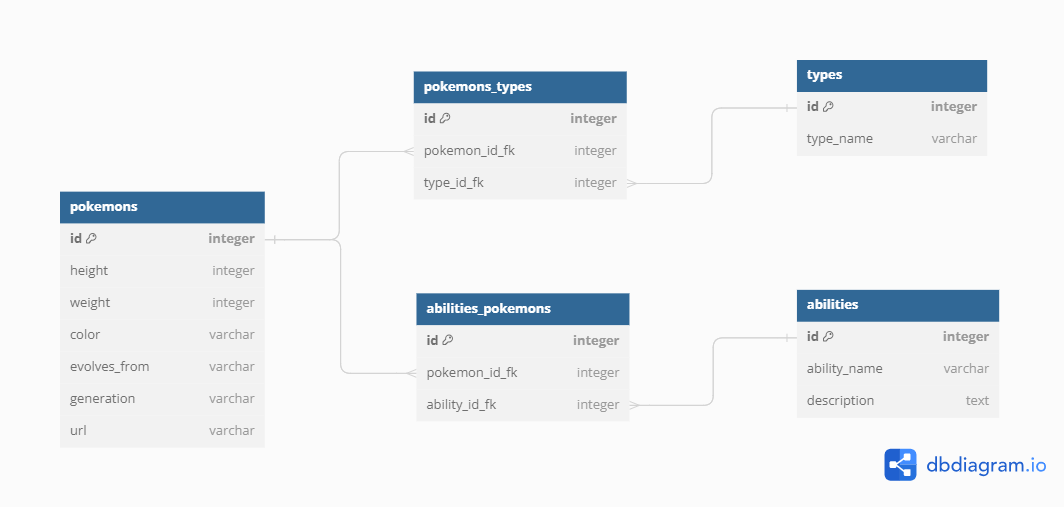 pokemons
id integer
height integer
weight integer
color varchar
evolves_from varchar
generation varchar
url varchar
pokemons_types
id integer
pokemon_id_fk integer
type_id_fk integer
abilities_pokemons
id integer
pokemon_id_fk integer
ability_id_fk integer
types
id integer
type_name varchar
abilities
id integer
ability_name varchar
description text
dbdiagram.io